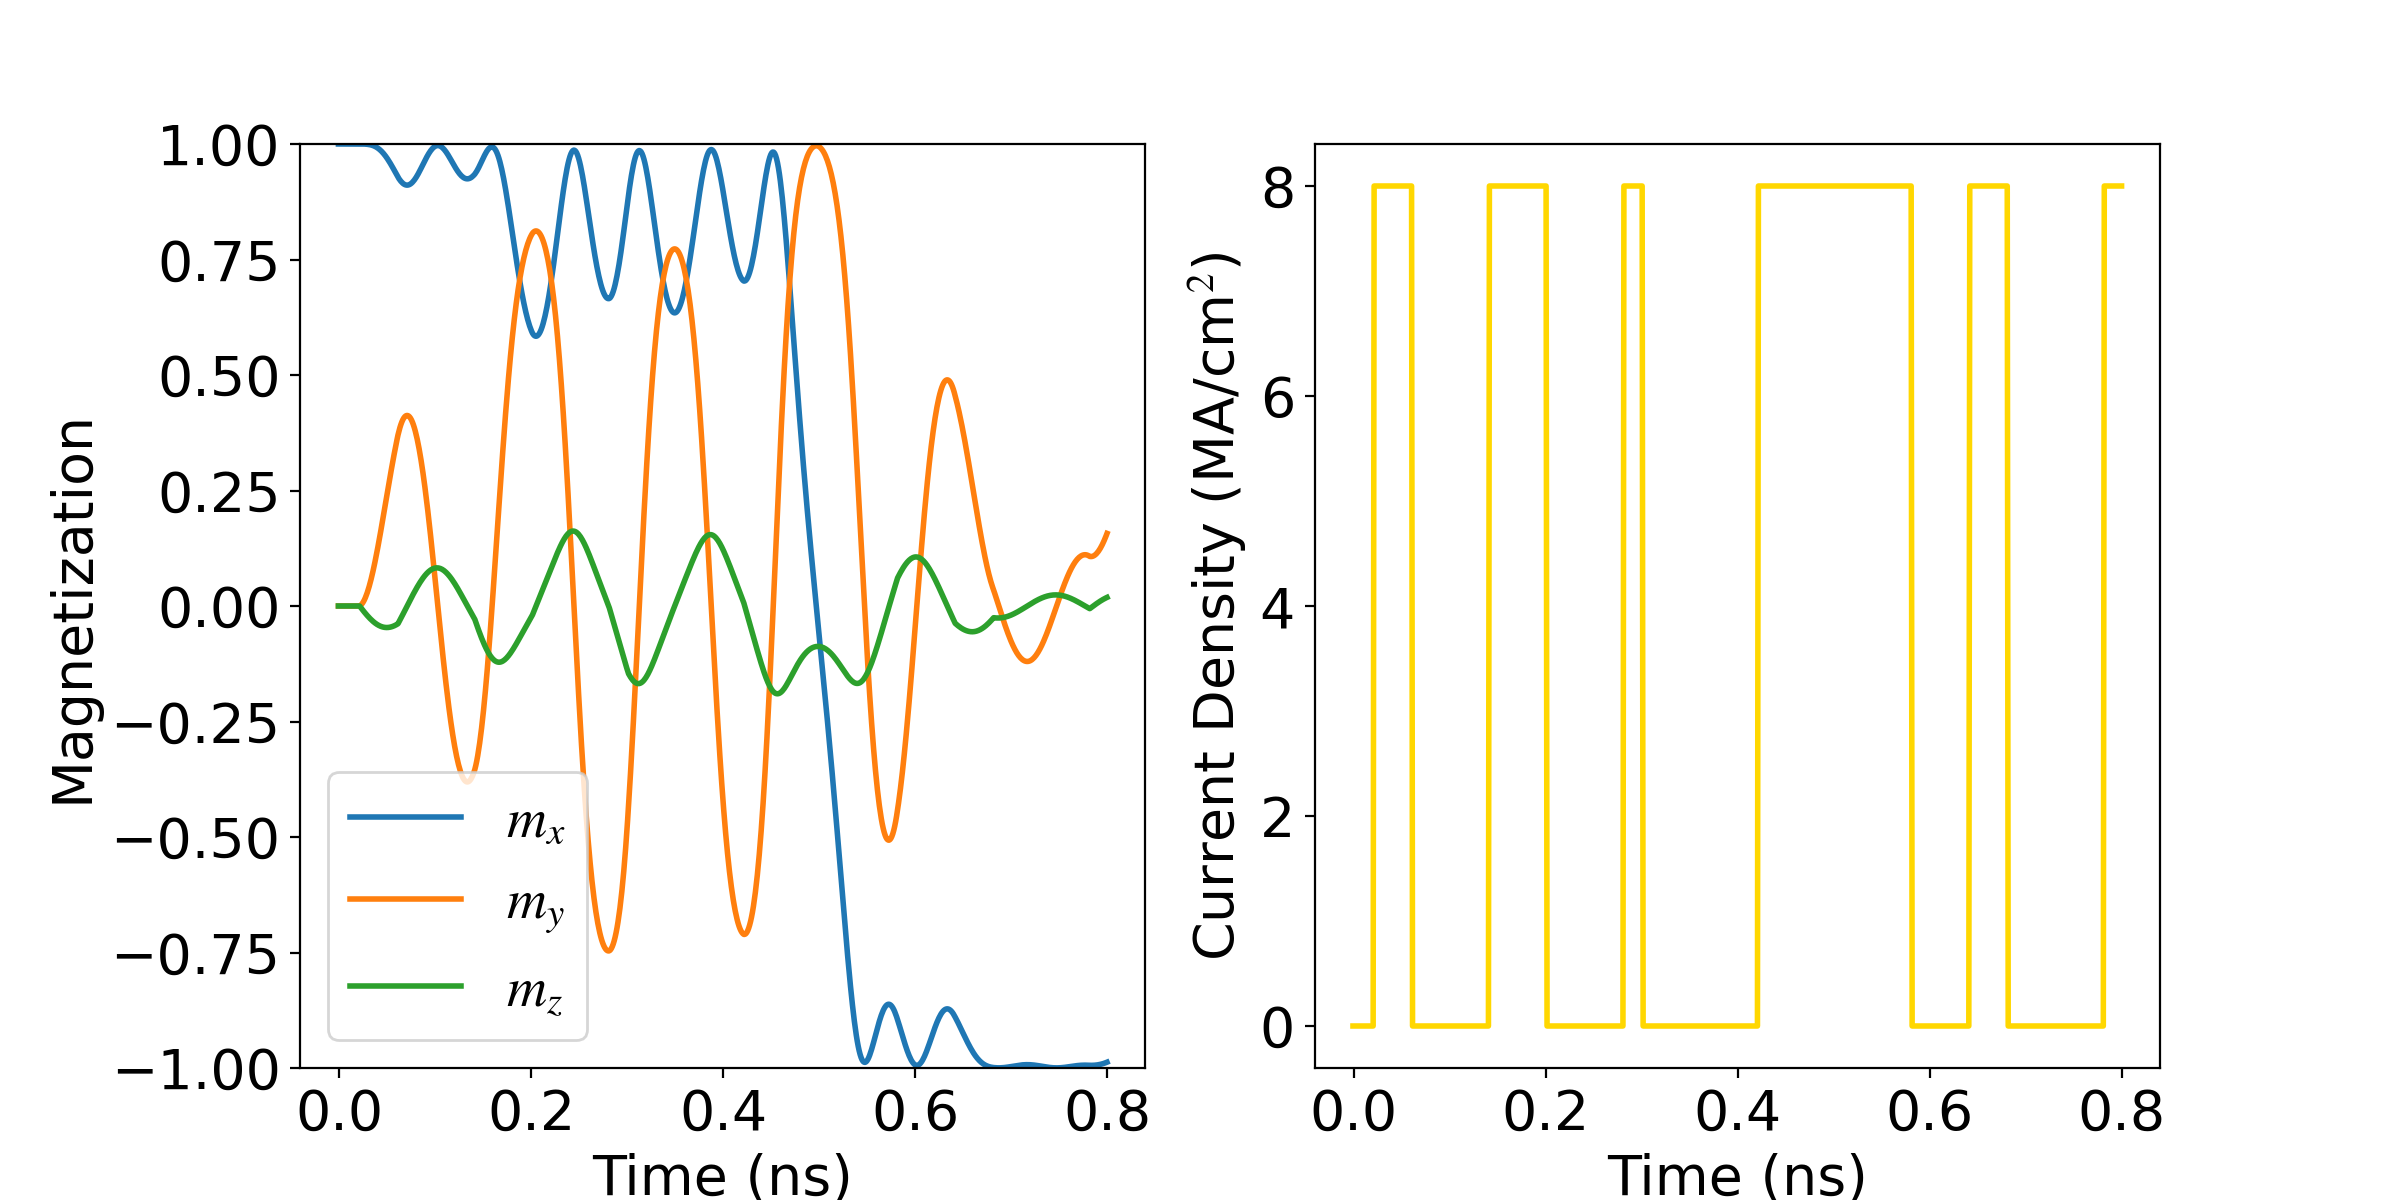 1.00
0.75
0.50
0.25
0.00
−0.25
−0.50
−0.75
−1.00
Magnetization
m_x
m_y
m_z
0.0 0.2 0.4 0.6 0.8
Time (ns)
8
6
4
2
0
Current Density (MA/cm²)
0.0 0.2 0.4 0.6 0.8
Time (ns)